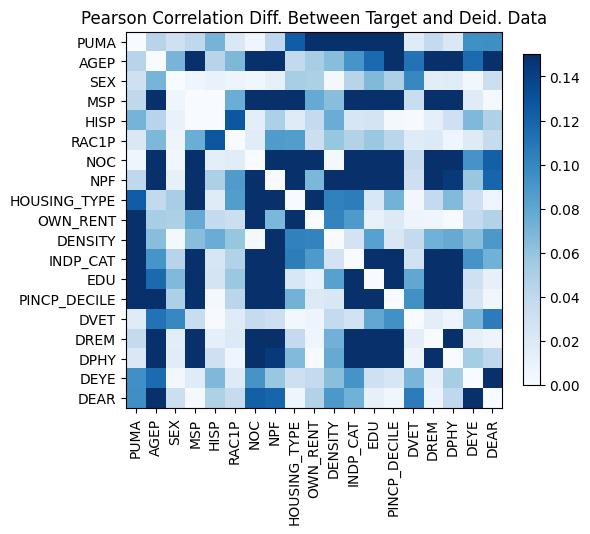 Pearson Correlation Diff. Between Target and Deid. Data
PUMA
AGEP
SEX
MSP
HISP
RAC1P
NOC
NPF
HOUSING_TYPE
OWN_RENT
DENSITY
INDP_CAT
EDU
PINCP_DECILE
DVET
DREM
DPHY
DEYE
DEAR
PUMA
AGEP
SEX
MSP
HISP
RAC1P
NOC
NPF
HOUSING_TYPE
OWN_RENT
DENSITY
INDP_CAT
EDU
PINCP_DECILE
DVET
DREM
DPHY
DEYE
DEAR
0.14
0.12
0.10
0.08
0.06
0.04
0.02
0.00